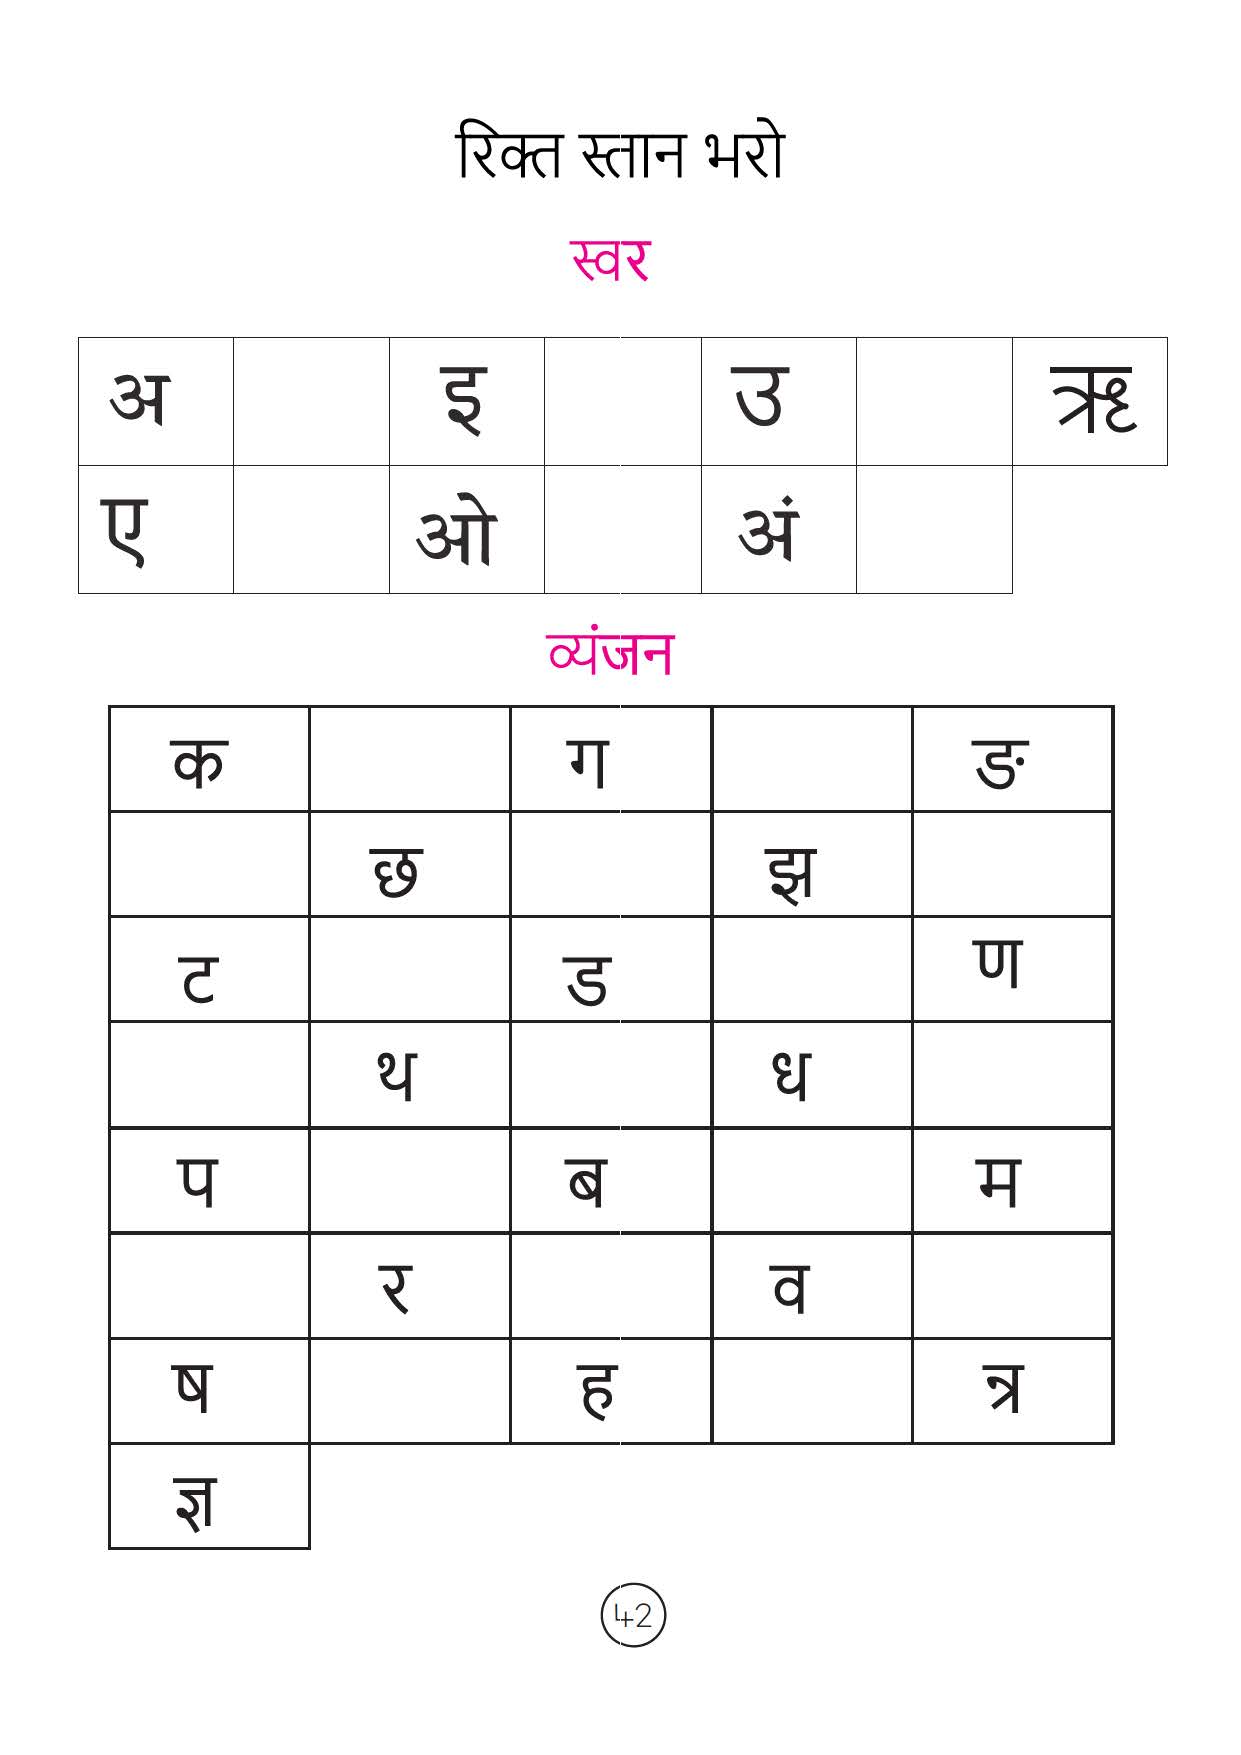 रिक्त स्तान भरो
स्वर
अ इ उ ऋ
ए ओ अं
व्यंजन
क ग ङ
छ झ
ट ड ण
थ ध
प ब म
र व
ष ह त्र
ज्ञ
42